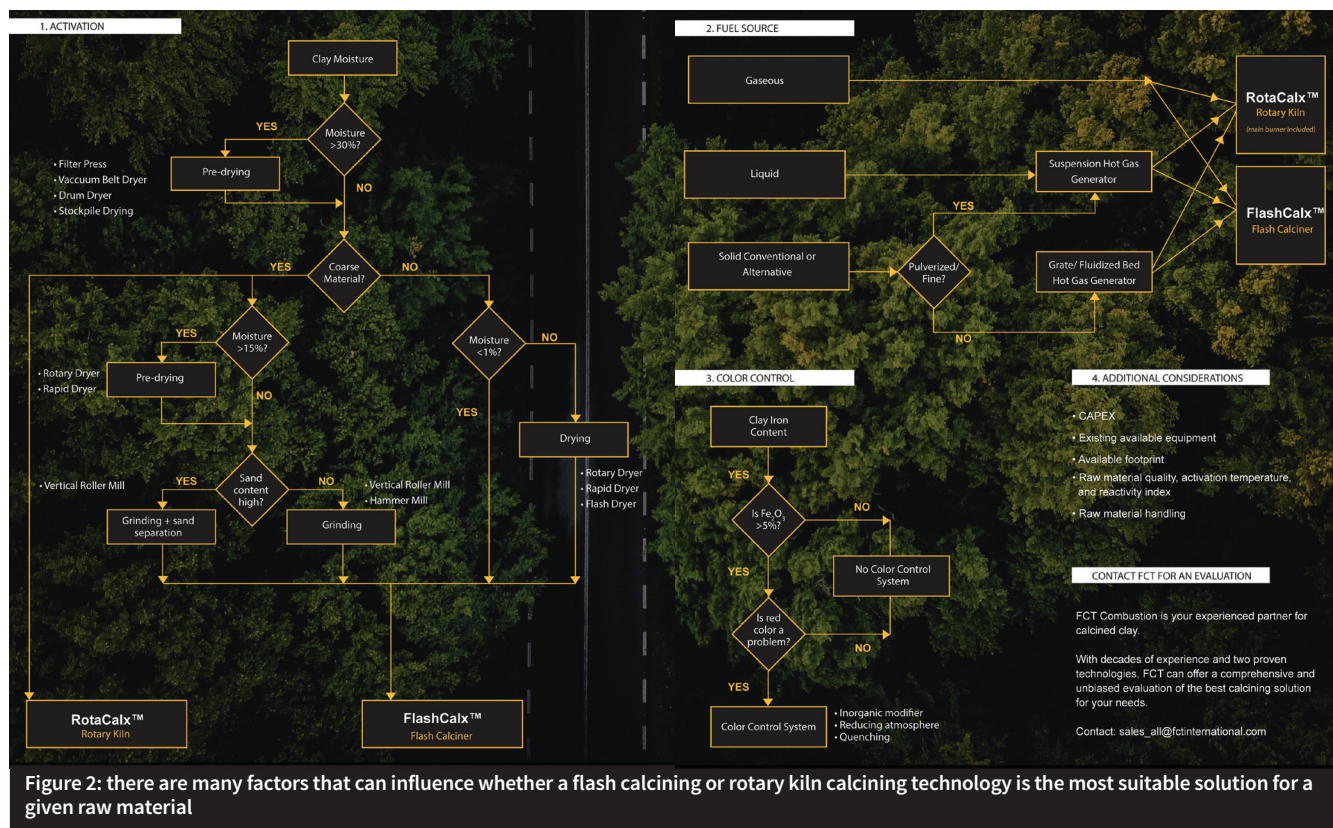 1. ACTIVATION
Clay Moisture
Moisture
>30%?
YES
NO
Pre-drying
• Filter Press
• Vaccuum Belt Dryer
• Drum Dryer
• Stockpile Drying
Coarse
Material?
YES
NO
Moisture
>15%?
YES
NO
Pre-drying
• Rotary Dryer
• Rapid Dryer
Moisture
<1%?
NO
YES
Drying
• Rotary Dryer
• Rapid Dryer
• Flash Dryer
Sand
content
high?
YES
NO
• Vertical Roller Mill
Grinding + sand
separation
• Vertical Roller Mill
• Hammer Mill
Grinding
RotaCalx™
Rotary Kiln
FlashCalx™
Flash Calciner
2. FUEL SOURCE
Gaseous
Liquid
Solid Conventional or
Alternative
Pulverized/
Fine?
YES
NO
Suspension Hot Gas
Generator
Grate/ Fluidized Bed
Hot Gas Generator
RotaCalx™
Rotary Kiln
(main burner included)
FlashCalx™
Flash Calciner
3. COLOR CONTROL
Clay Iron
Content
YES
Is Fe₂O₃
>5%?
NO
YES
No Color Control
System
Is red
color a
problem?
NO
YES
Color Control System
• Inorganic modifier
• Reducing atmosphere
• Quenching
4. ADDITIONAL CONSIDERATIONS
• CAPEX
• Existing available equipment
• Available footprint
• Raw material quality, activation temperature,
and reactivity index
• Raw material handling
CONTACT FCT FOR AN EVALUATION
FCT Combustion is your experienced partner for
calcined clay.
With decades of experience and two proven
technologies, FCT can offer a comprehensive and
unbiased evaluation of the best calcining solution
for your needs.
Contact: sales_all@fctinternational.com
Figure 2: there are many factors that can influence whether a flash calcining or rotary kiln calcining technology is the most suitable solution for a
given raw material